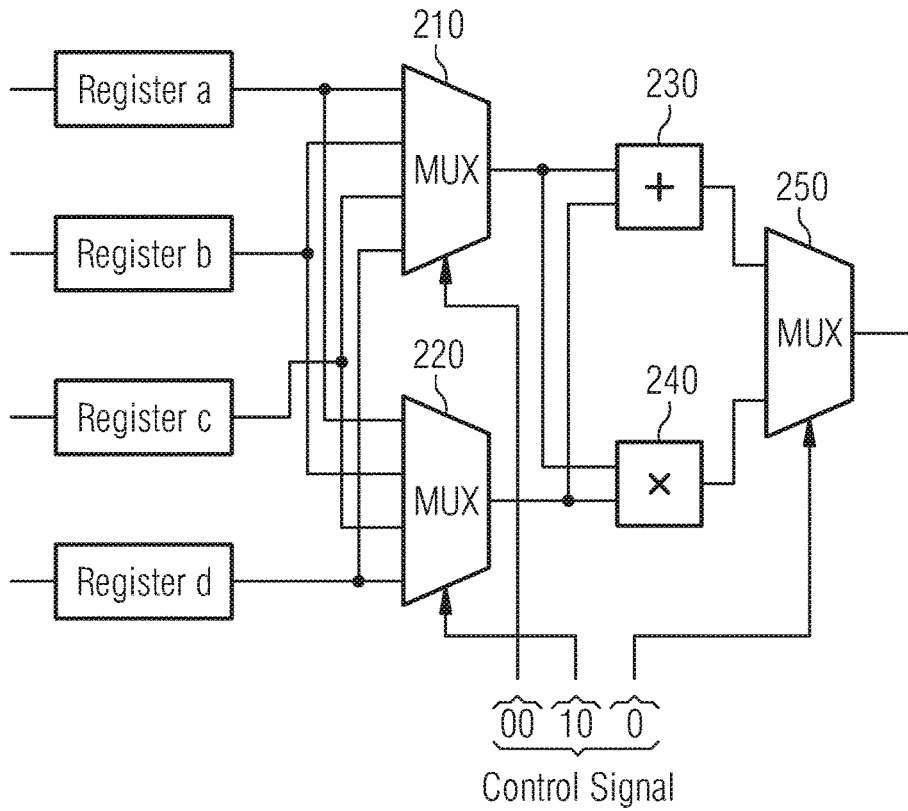 210
Register a
MUX
230
+
250
Register b
MUX
220
240
Register c
MUX
×
Register d
00 10 0
Control Signal